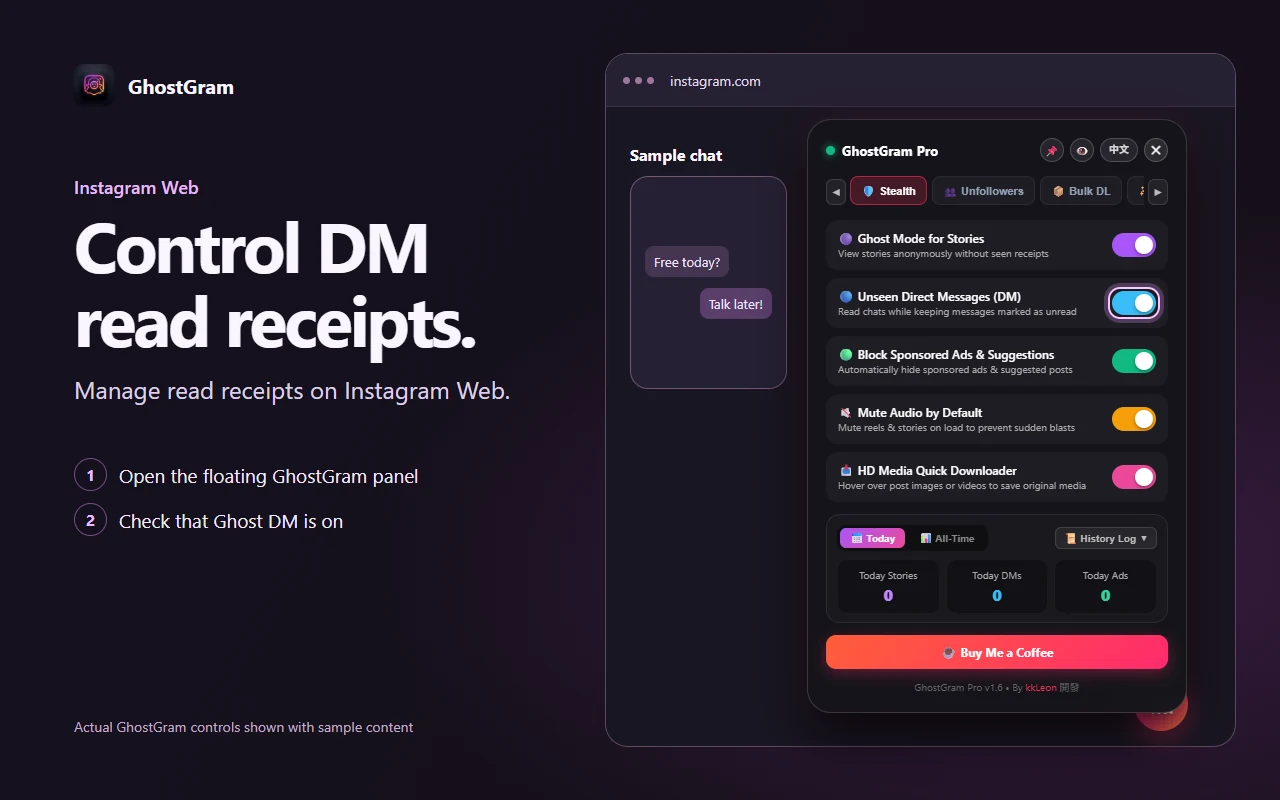 GhostGram
Instagram Web
Control DM
read receipts.
Manage read receipts on Instagram Web.
1 Open the floating GhostGram panel
2 Check that Ghost DM is on
Actual GhostGram controls shown with sample content
instagram.com
Sample chat
Free today?
Talk later!
GhostGram Pro
中文
Stealth
Unfollowers
Bulk DL
Ghost Mode for Stories
View stories anonymously without seen receipts
Unseen Direct Messages (DM)
Read chats while keeping messages marked as unread
Block Sponsored Ads & Suggestions
Automatically hide sponsored ads & suggested posts
Mute Audio by Default
Mute reels & stories on load to prevent sudden blasts
HD Media Quick Downloader
Hover over post images or videos to save original media
Today
All-Time
History Log ▾
Today Stories
0
Today DMs
0
Today Ads
0
Buy Me a Coffee
GhostGram Pro v1.6 • By kkLeon 開發